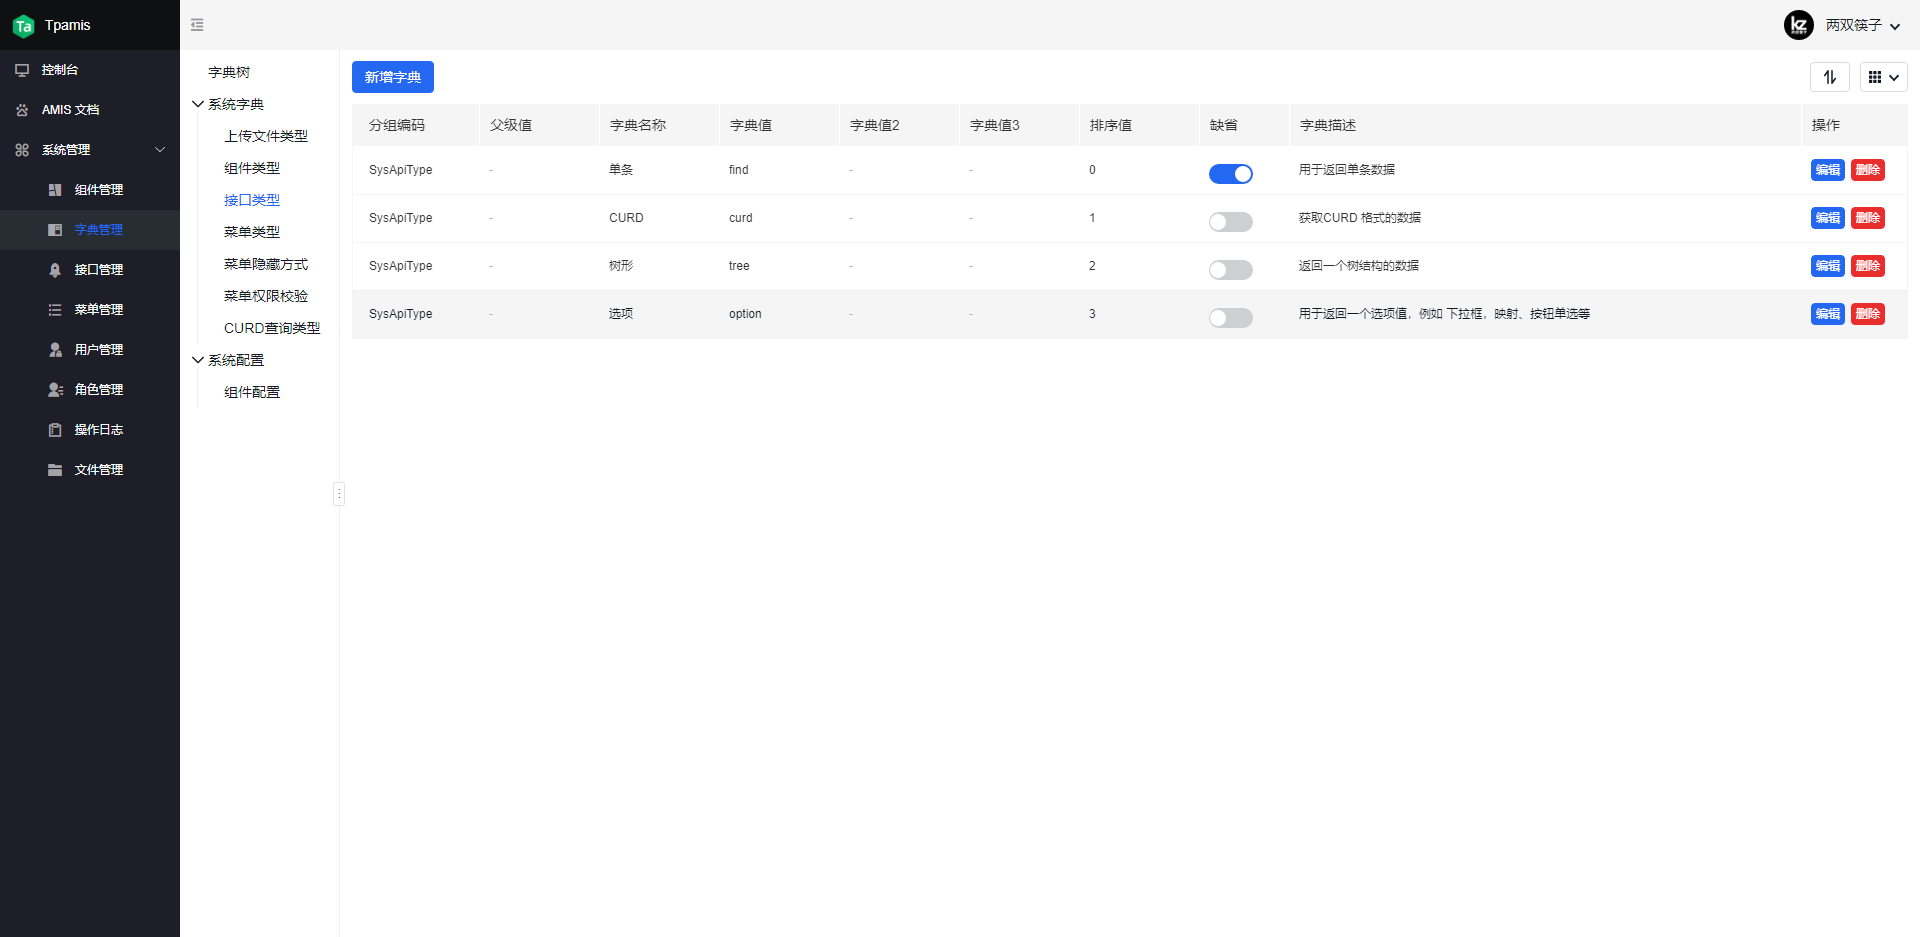 Ta Tpamis
两双筷子
控制台
AMIS 文档
系统管理
组件管理
字典管理
接口管理
菜单管理
用户管理
角色管理
操作日志
文件管理
字典树
系统字典
上传文件类型
组件类型
接口类型
菜单类型
菜单隐藏方式
菜单权限校验
CURD查询类型
系统配置
组件配置
新增字典
分组编码 父级值 字典名称 字典值 字典值2 字典值3 排序值 缺省 字典描述 操作
SysApiType - 单条 find - - 0 用于返回单条数据 编辑 删除
SysApiType - CURD curd - - 1 获取CURD 格式的数据 编辑 删除
SysApiType - 树形 tree - - 2 返回一个树结构的数据 编辑 删除
SysApiType - 选项 option - - 3 用于返回一个选项值，例如 下拉框，映射、按钮单选等 编辑 删除